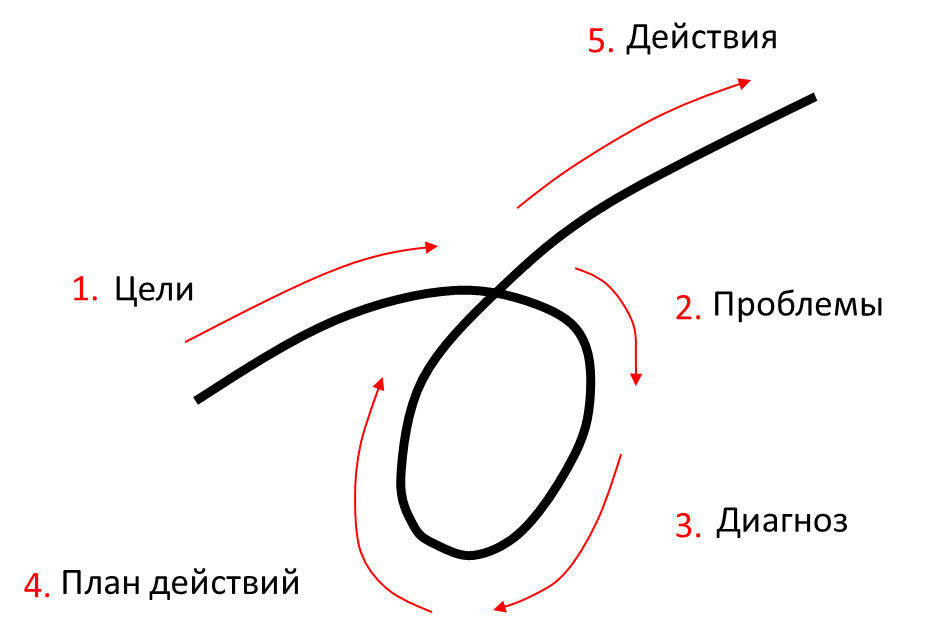 5. Действия
1. Цели
2. Проблемы
3. Диагноз
4. План действий